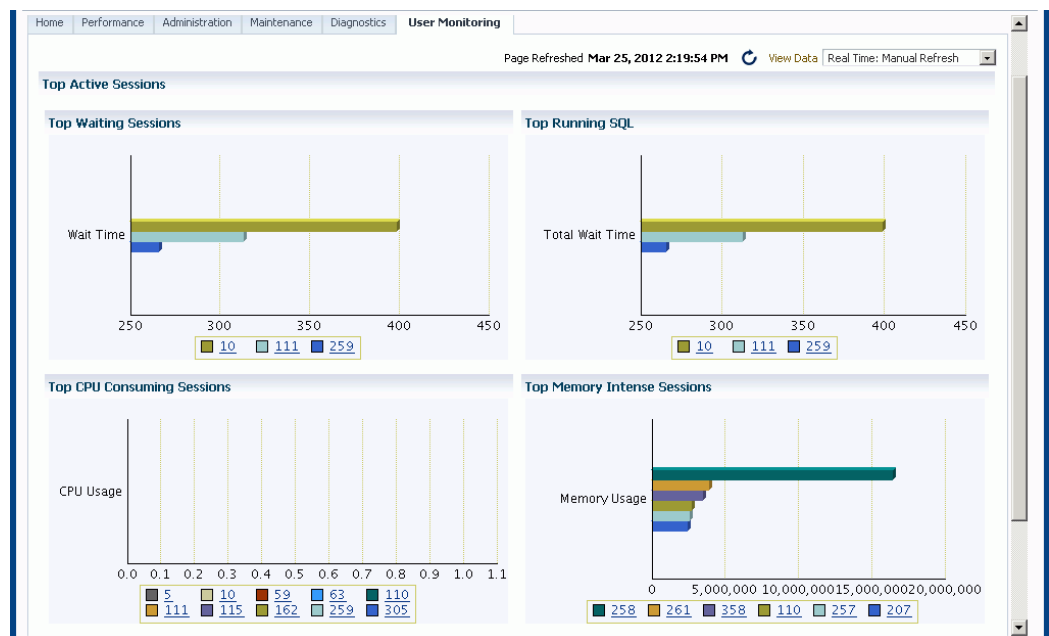 Home Performance Administration Maintenance Diagnostics User Monitoring
Page Refreshed Mar 25, 2012 2:19:54 PM View Data Real Time: Manual Refresh
Top Active Sessions
Top Waiting Sessions
Wait Time
250 300 350 400 450
10 111 259
Top Running SQL
Total Wait Time
250 300 350 400 450
10 111 259
Top CPU Consuming Sessions
CPU Usage
0.0 0.1 0.2 0.3 0.4 0.5 0.6 0.7 0.8 0.9 1.0 1.1
5 10 59 63 110
111 115 162 259 305
Top Memory Intense Sessions
Memory Usage
0 5,000,000 10,000,000 15,000,000 20,000,000
258 261 358 110 257 207